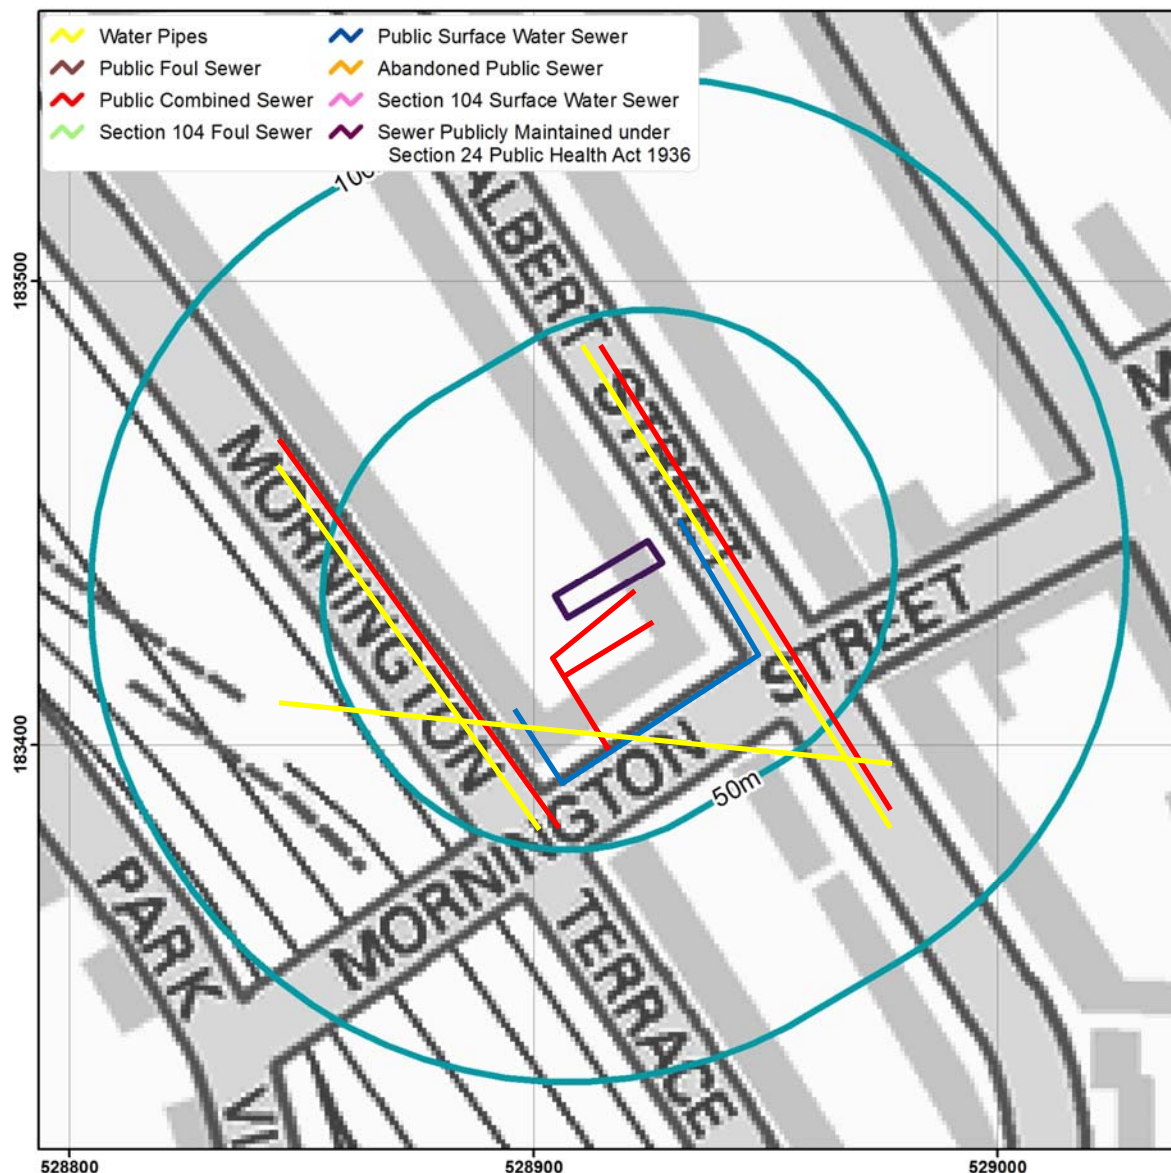 Water Pipes
Public Foul Sewer
Public Combined Sewer
Section 104 Foul Sewer
Public Surface Water Sewer
Abandoned Public Sewer
Section 104 Surface Water Sewer
Sewer Publicly Maintained under
Section 24 Public Health Act 1936
ALBERT
STREET
MORNINGTON
TERRACE
MORNINGTON
STREET
PARK
50m
183500
183400
528800
528900
529000